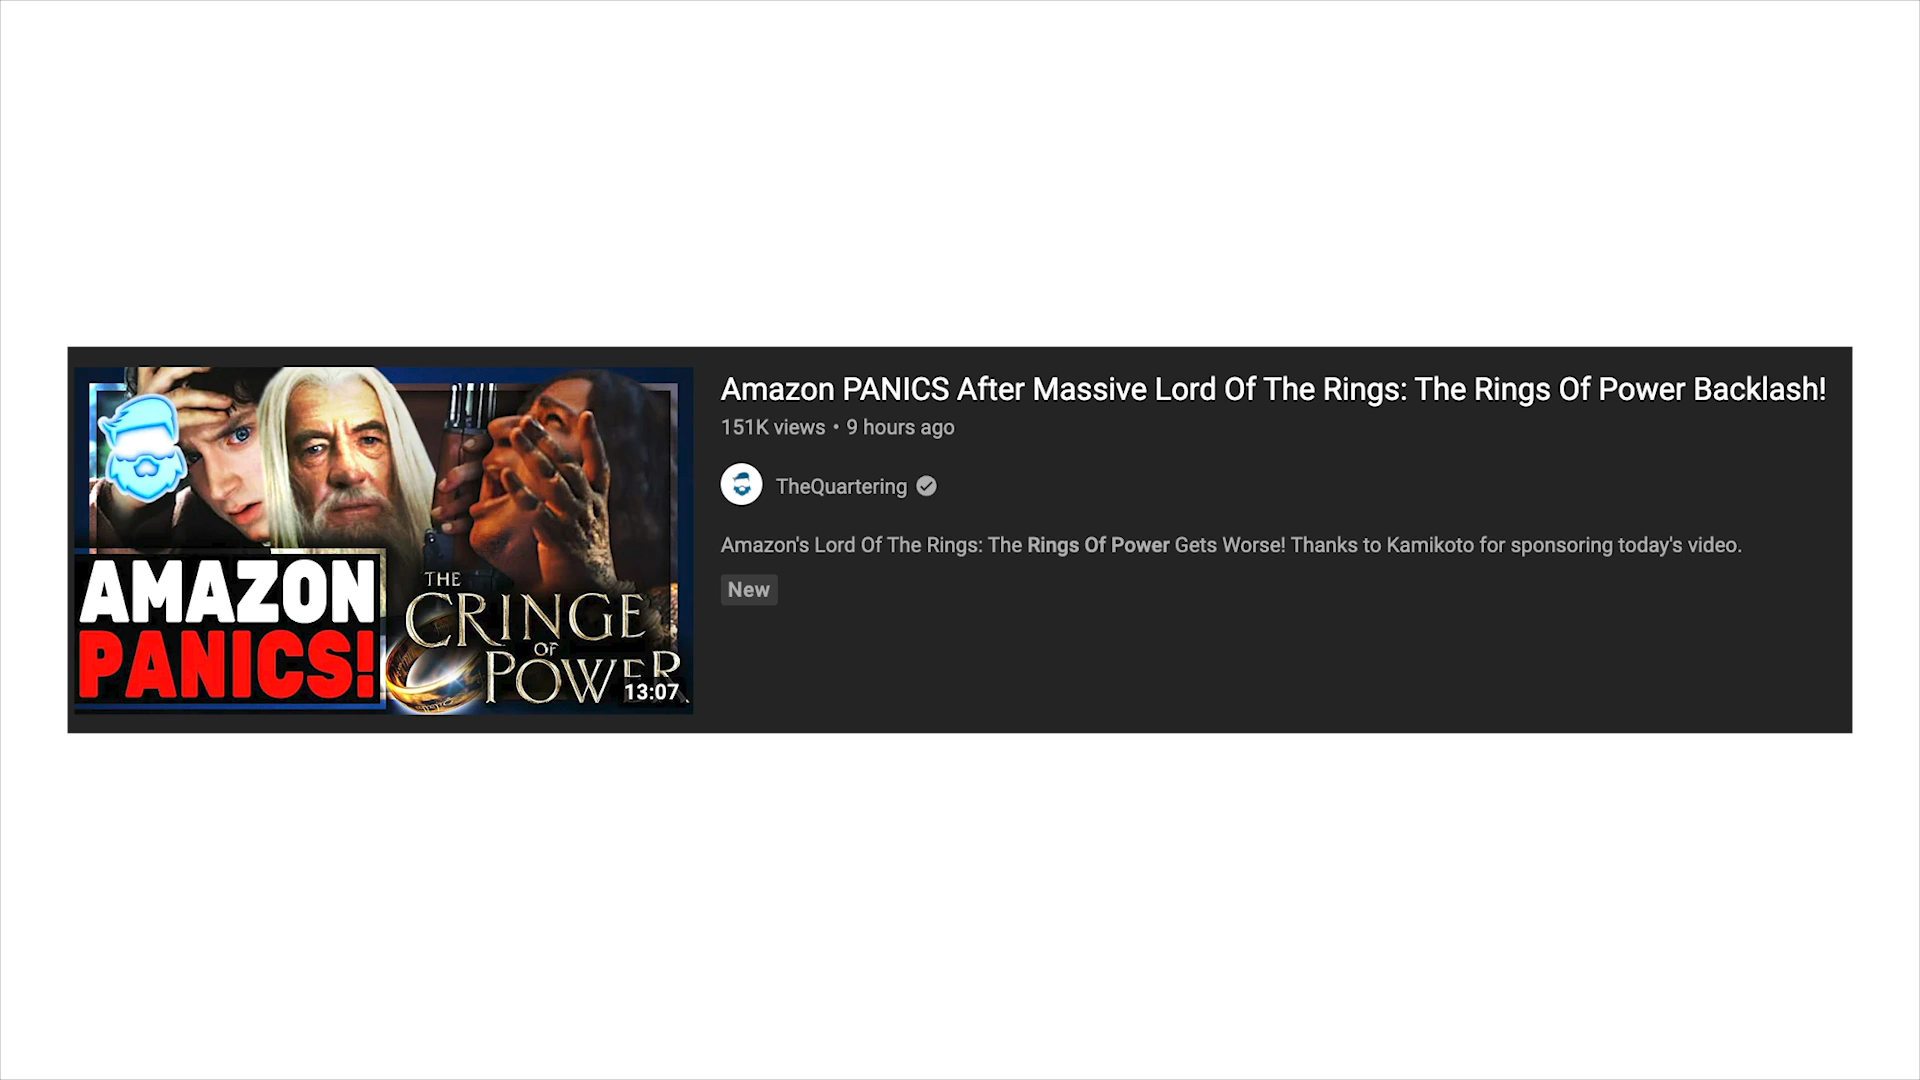 AMAZON
PANICS!
THE
CRINGE
OF
POWER
13:07
Amazon PANICS After Massive Lord Of The Rings: The Rings Of Power Backlash!
151K views • 9 hours ago
TheQuartering
Amazon's Lord Of The Rings: The Rings Of Power Gets Worse! Thanks to Kamikoto for sponsoring today's video.
New